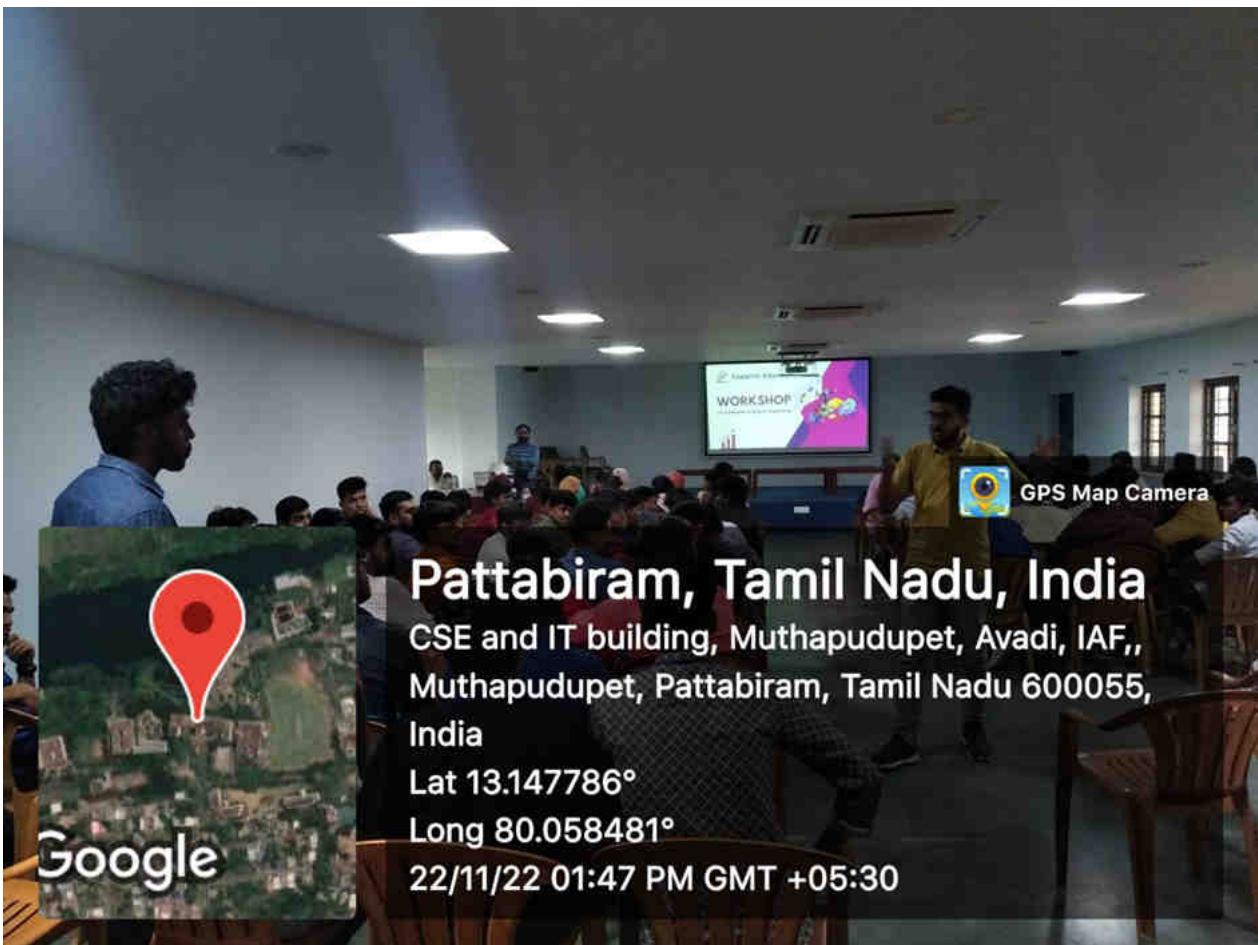 WORKSHOP
GPS Map Camera
Pattabiram, Tamil Nadu, India
CSE and IT building, Muthapudupet, Avadi, IAF,,
Muthapudupet, Pattabiram, Tamil Nadu 600055,
India
Lat 13.147786°
Long 80.058481°
22/11/22 01:47 PM GMT +05:30
Google